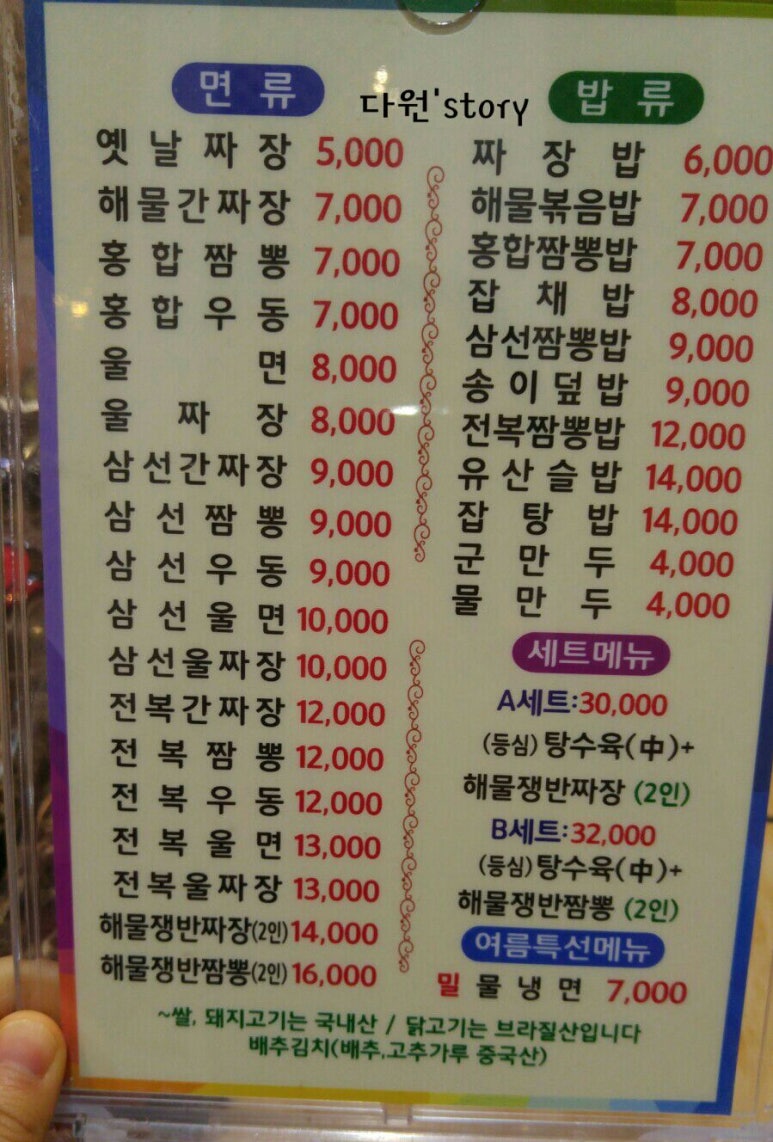 다원'story
면 류
옛 날 짜 장 5,000
해물간짜장 7,000
홍 합 짬 뽕 7,000
홍 합 우 동 7,000
울 면 8,000
울 짜 장 8,000
삼선간짜장 9,000
삼 선 짬 뽕 9,000
삼 선 우 동 9,000
삼 선 울 면 10,000
삼선울짜장 10,000
전복간짜장 12,000
전 복 짬 뽕 12,000
전 복 우 동 12,000
전 복 울 면 13,000
전복울짜장 13,000
해물쟁반짜장(2인) 14,000
해물쟁반짬뽕(2인) 16,000
밥 류
짜 장 밥 6,000
해물볶음밥 7,000
홍합짬뽕밥 7,000
잡 채 밥 8,000
삼선짬뽕밥 9,000
송 이 덮 밥 9,000
전복짬뽕밥 12,000
유 산 슬 밥 14,000
잡 탕 밥 14,000
군 만 두 4,000
물 만 두 4,000
세트메뉴
A세트:30,000
(등심) 탕수육(中)+
해물쟁반짜장 (2인)
B세트:32,000
(등심) 탕수육(中)+
해물쟁반짬뽕 (2인)
여름특선메뉴
밀 물 냉 면 7,000
~쌀, 돼지고기는 국내산 / 닭고기는 브라질산입니다
배추김치(배추,고추가루 중국산)